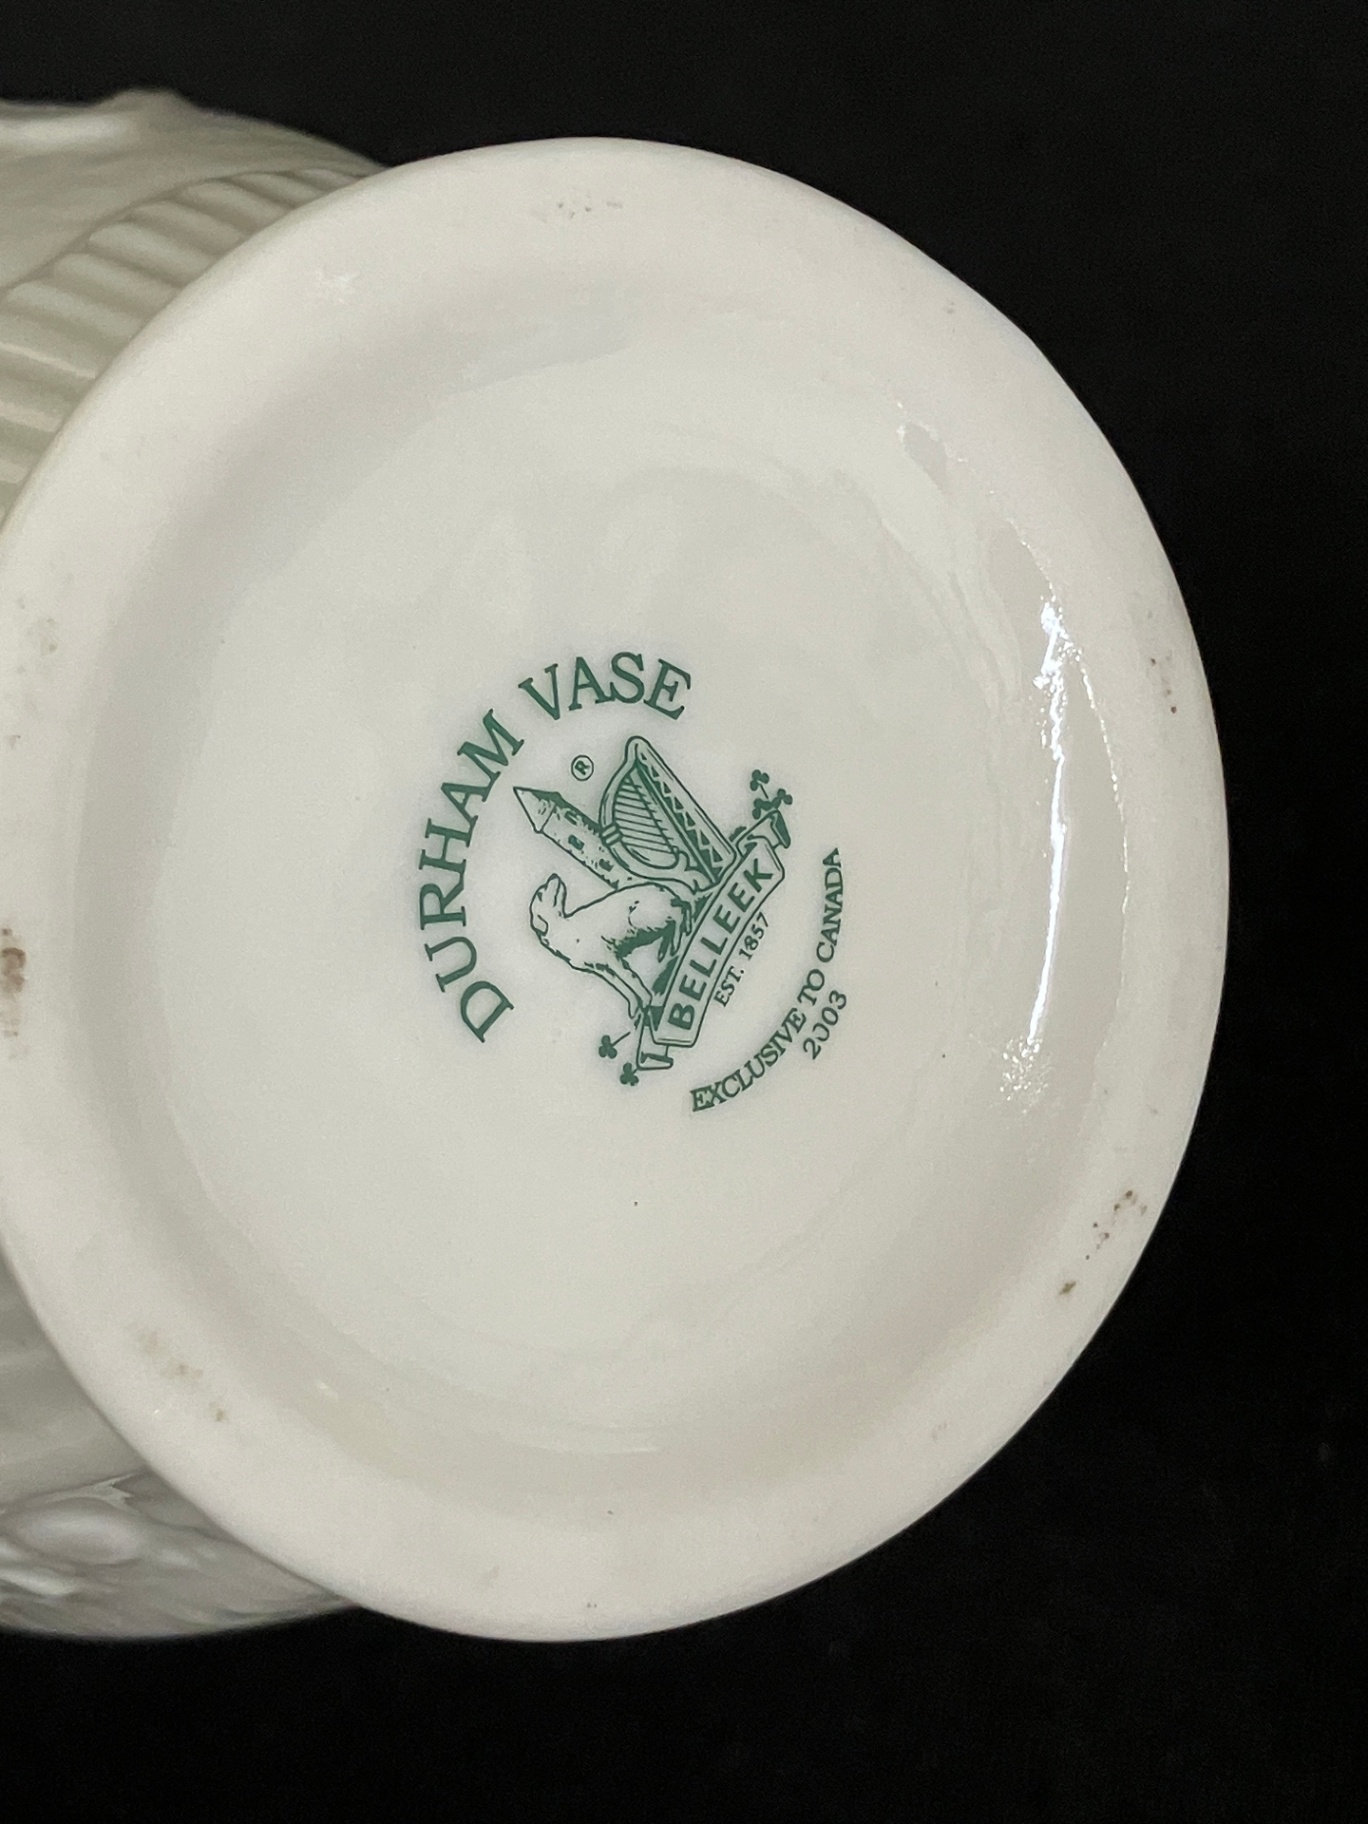 DURHAM VASE
®
BELLEEK
EST. 1857
EXCLUSIVE TO CANADA
2003